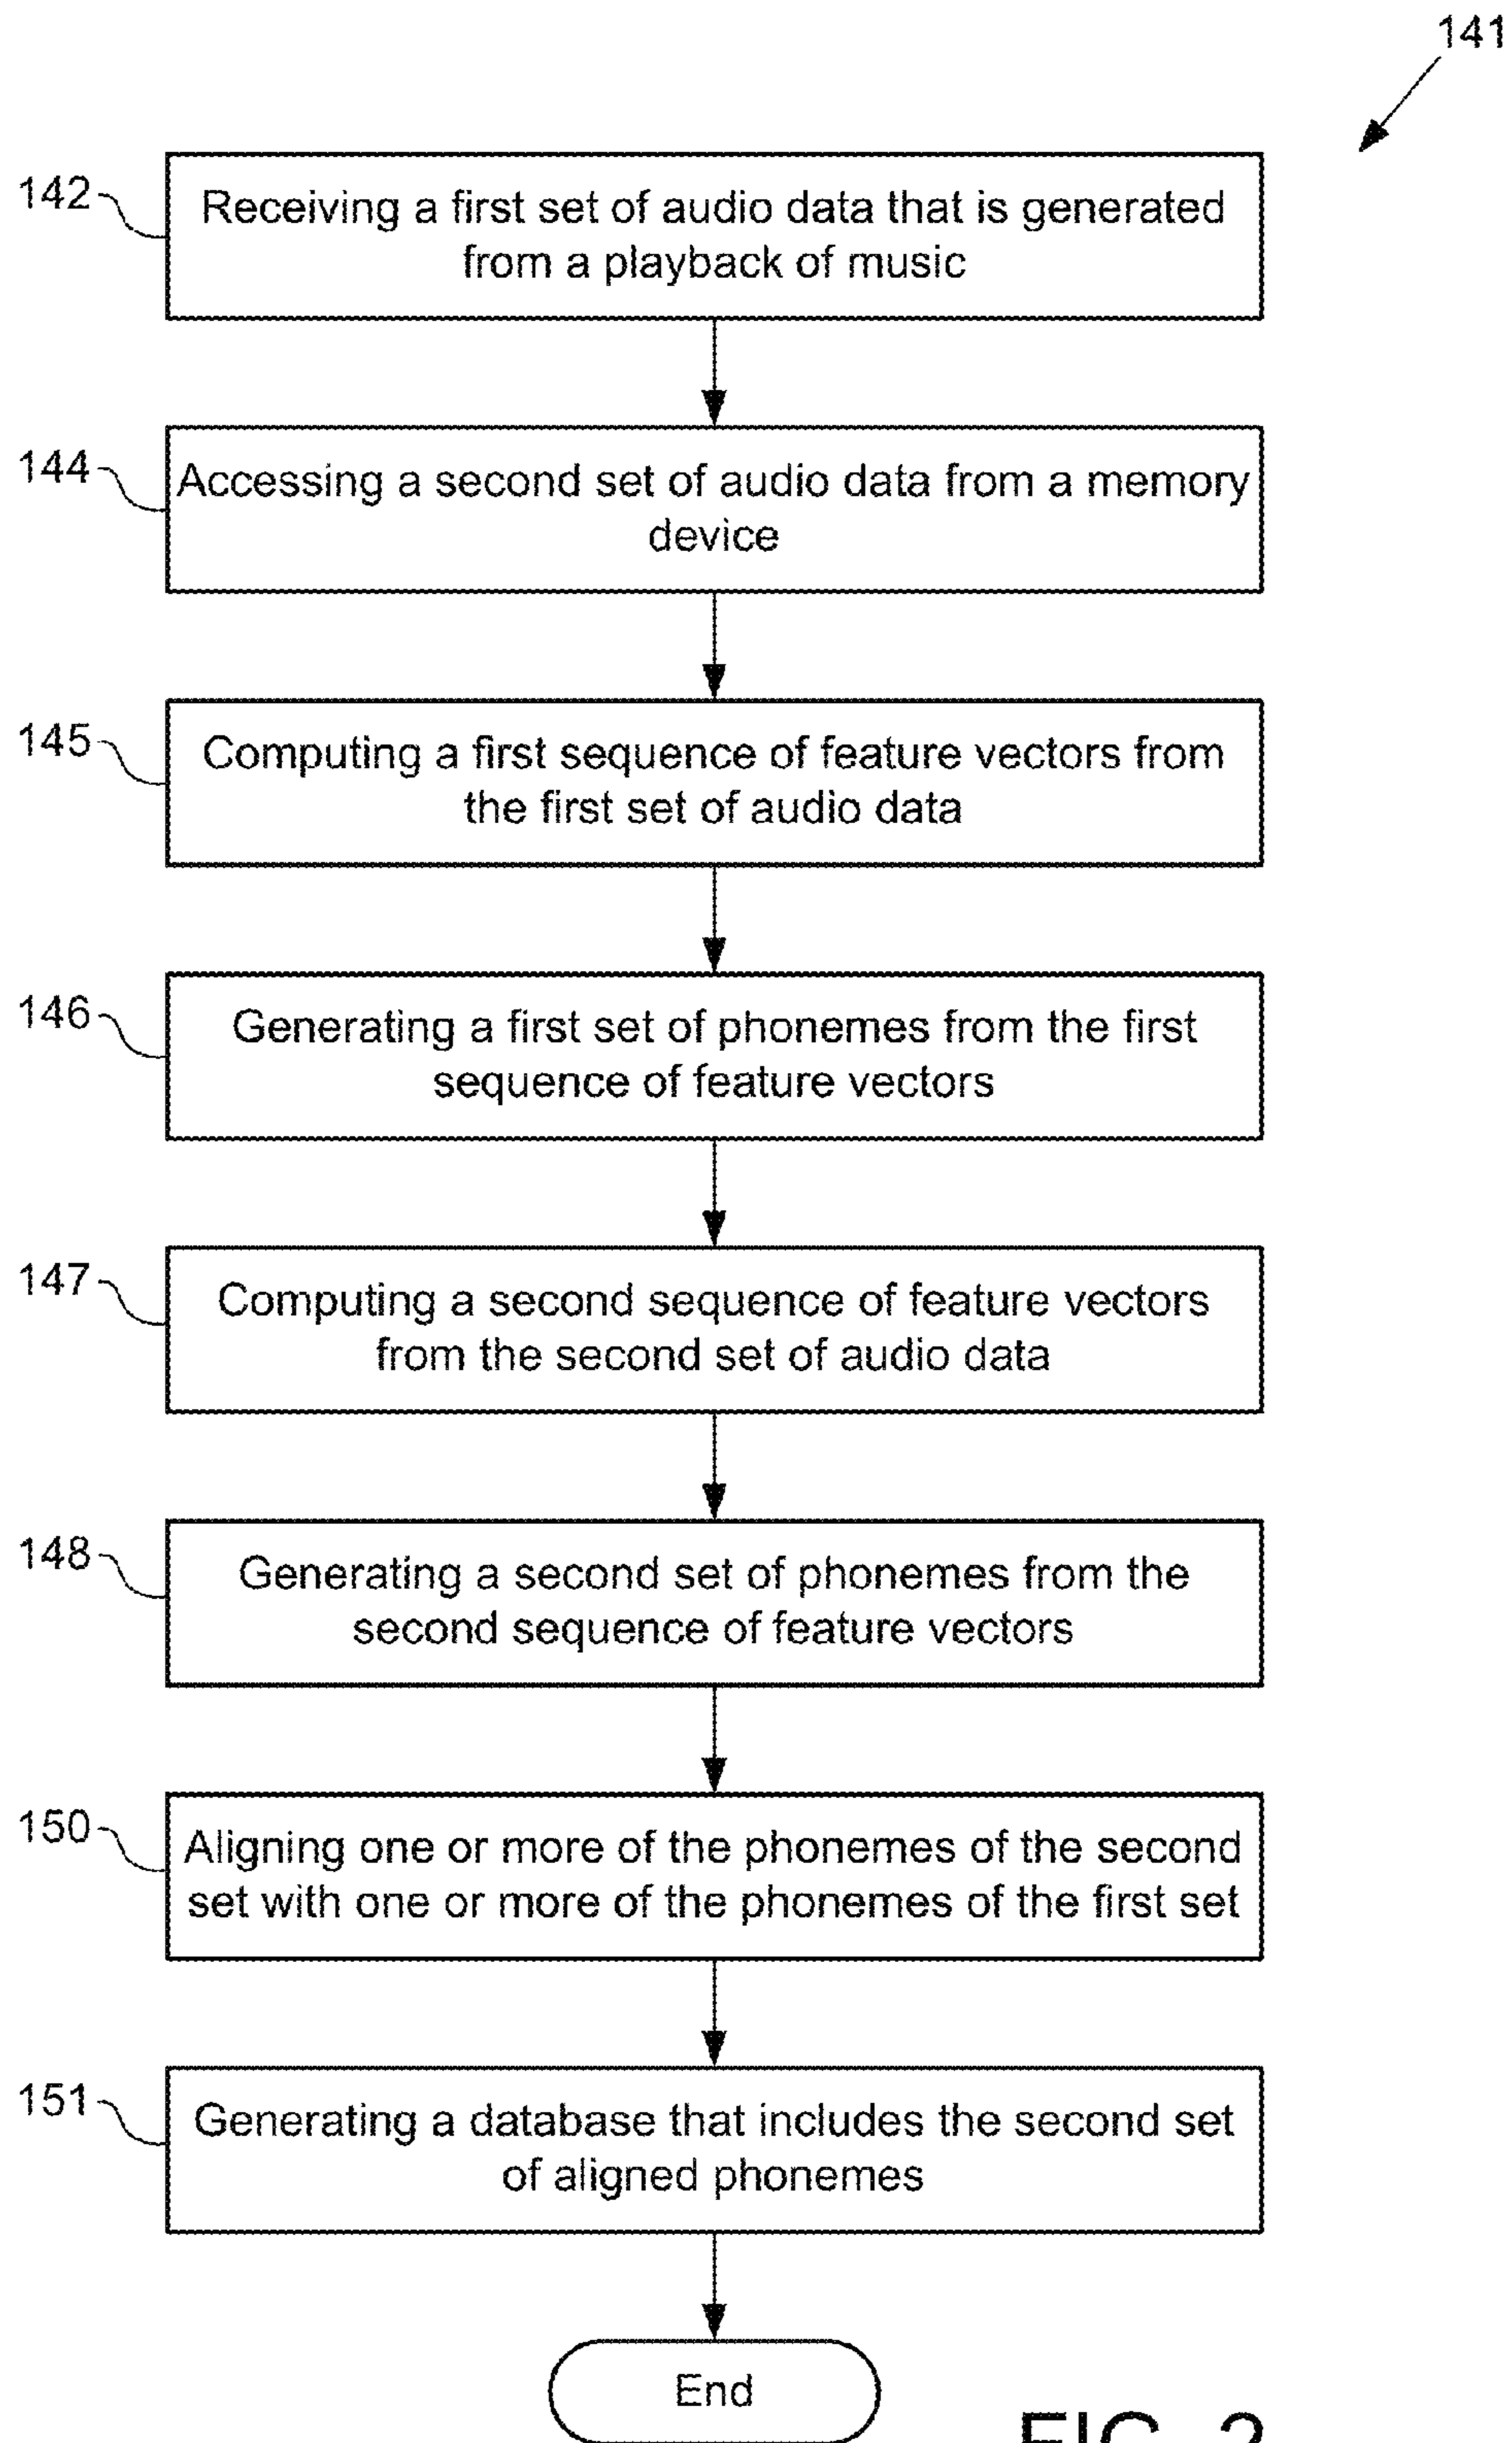 141
142
Receiving a first set of audio data that is generated
from a playback of music
144
Accessing a second set of audio data from a memory
device
145
Computing a first sequence of feature vectors from
the first set of audio data
146
Generating a first set of phonemes from the first
sequence of feature vectors
147
Computing a second sequence of feature vectors
from the second set of audio data
148
Generating a second set of phonemes from the
second sequence of feature vectors
150
Aligning one or more of the phonemes of the second
set with one or more of the phonemes of the first set
151
Generating a database that includes the second set
of aligned phonemes
End
FIG. 2